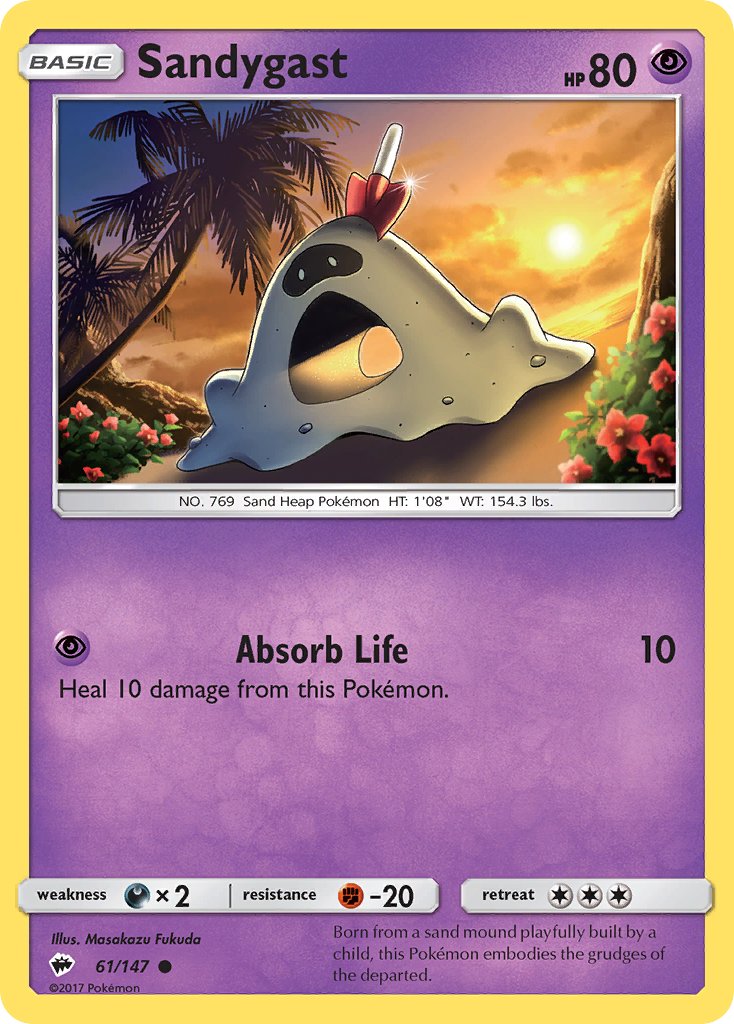 BASIC Sandygast HP 80
NO. 769 Sand Heap Pokémon HT: 1'08" WT: 154.3 lbs.
Absorb Life 10
Heal 10 damage from this Pokémon.
weakness × 2 resistance -20 retreat
Illus. Masakazu Fukuda
61/147
©2017 Pokémon
Born from a sand mound playfully built by a
child, this Pokémon embodies the grudges of
the departed.